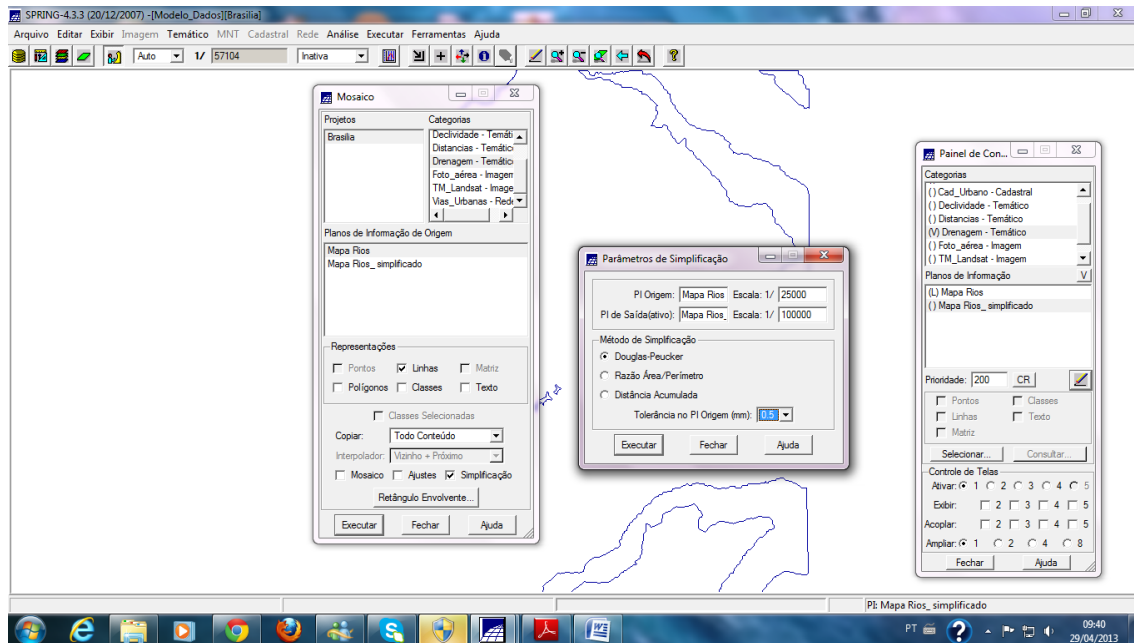 SPRING-4.3.3 (20/12/2007) -[Modelo_Dados][Brasilia]
Arquivo Editar Exibir Imagem Temático MNT Cadastral Rede Análise Executar Ferramentas Ajuda
Auto 1/ 57104 Inativa
Mosaico
Projetos Categorias
Brasilia
Declividade - Temáti
Distancias - Temático
Drenagem - Temático
Foto_aérea - Imagem
TM_Landsat - Image
Vias_Urbanas - Rede
Planos de Informação de Origem
Mapa Rios
Mapa Rios_ simplificado
Representações
Pontos Linhas Matriz
Polígonos Classes Texto
Classes Selecionadas
Copiar: Todo Conteúdo
Interpolador: Vizinho + Próximo
Mosaico Ajustes Simplificação
Retângulo Envolvente...
Executar Fechar Ajuda
Parâmetros de Simplificação
PI Origem: Mapa Rios Escala: 1/ 25000
PI de Saída(ativo): Mapa Rios_ Escala: 1/ 100000
Método de Simplificação
Douglas-Peucker
Razão Área/Perímetro
Distância Acumulada
Tolerância no PI Origem (mm): 0.5
Executar Fechar Ajuda
Painel de Con...
Categorias
( ) Cad_Urbano - Cadastral
( ) Declividade - Temático
( ) Distancias - Temático
(V) Drenagem - Temático
( ) Foto_aérea - Imagem
( ) TM_Landsat - Imagem
Planos de Informação V
(L) Mapa Rios
( ) Mapa Rios_ simplificado
Prioridade: 200 CR
Pontos Classes
Linhas Texto
Matriz
Selecionar... Consultar...
Controle de Telas
Ativar: 1 2 3 4 5
Exibir: 2 3 4 5
Acoplar: 2 3 4 5
Ampliar: 1 2 4 8
Fechar Ajuda
PI: Mapa Rios_ simplificado
PT 09:40
29/04/2013